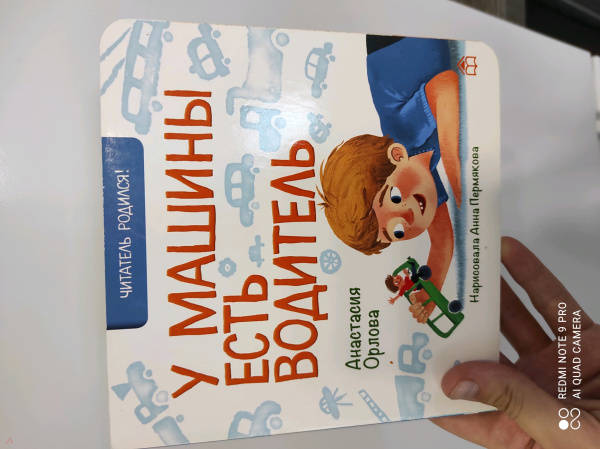 ЧИТАТЕЛЬ РОДИЛСЯ!
У МАШИНЫ
ЕСТЬ
ВОДИТЕЛЬ
Анастасия
Орлова
Нарисовала Анна Пермякова
REDMI NOTE 9 PRO
AI QUAD CAMERA